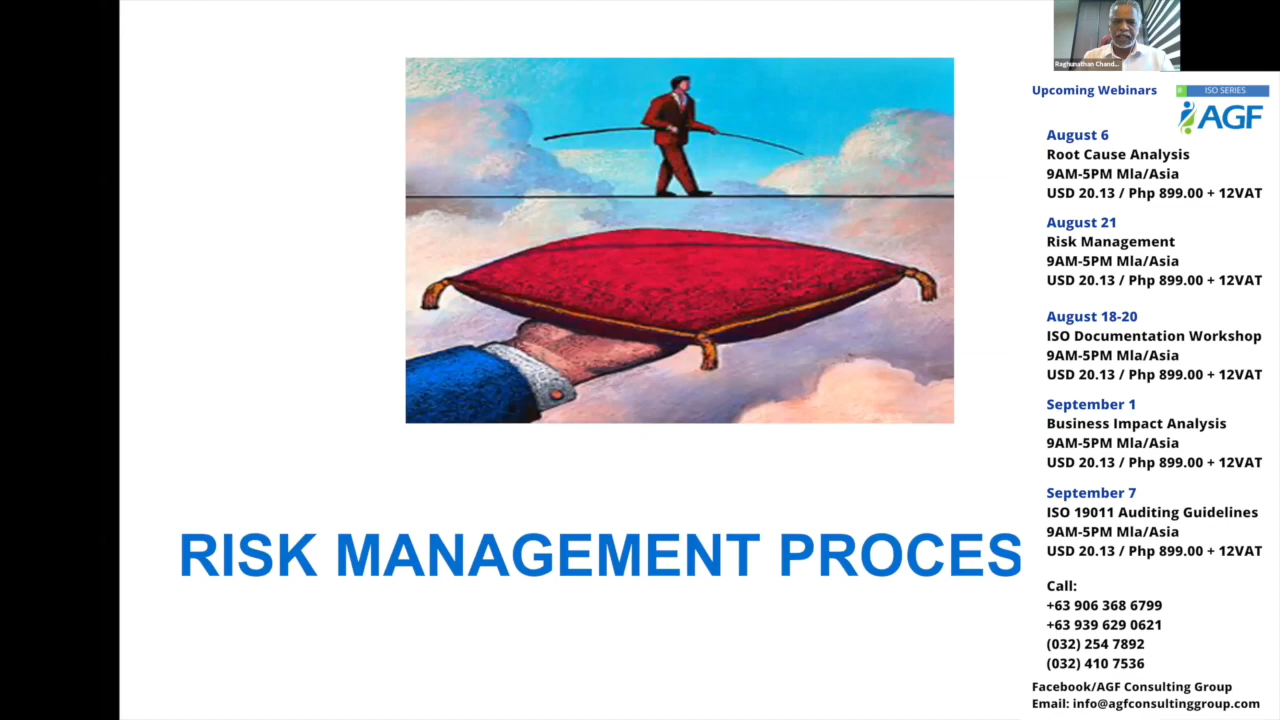 RISK MANAGEMENT PROCES
Raghunathan Chand...
Upcoming Webinars
ISO SERIES
AGF
August 6
Root Cause Analysis
9AM-5PM Mla/Asia
USD 20.13 / Php 899.00 + 12VAT
August 21
Risk Management
9AM-5PM Mla/Asia
USD 20.13 / Php 899.00 + 12VAT
August 18-20
ISO Documentation Workshop
9AM-5PM Mla/Asia
USD 20.13 / Php 899.00 + 12VAT
September 1
Business Impact Analysis
9AM-5PM Mla/Asia
USD 20.13 / Php 899.00 + 12VAT
September 7
ISO 19011 Auditing Guidelines
9AM-5PM Mla/Asia
USD 20.13 / Php 899.00 + 12VAT
Call:
+63 906 368 6799
+63 939 629 0621
(032) 254 7892
(032) 410 7536
Facebook/AGF Consulting Group
Email: info@agfconsultinggroup.com